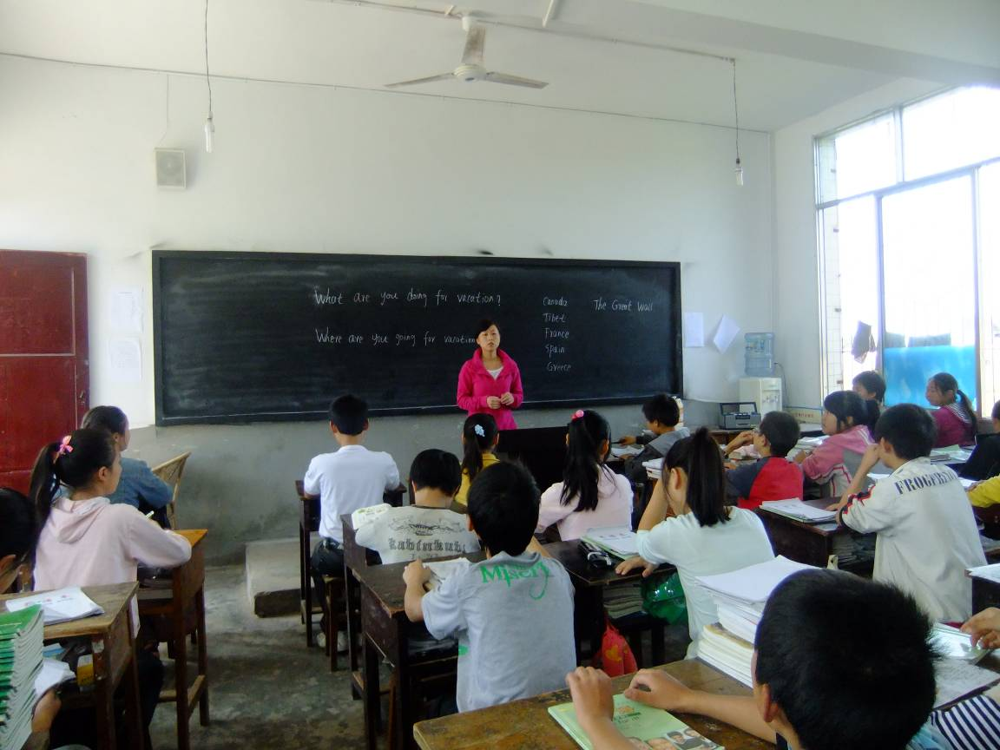 What are you doing for vacation?
Where are you going for vacation
Canada
Tibet
France
Spain
Greece
The Great Wall
Misery